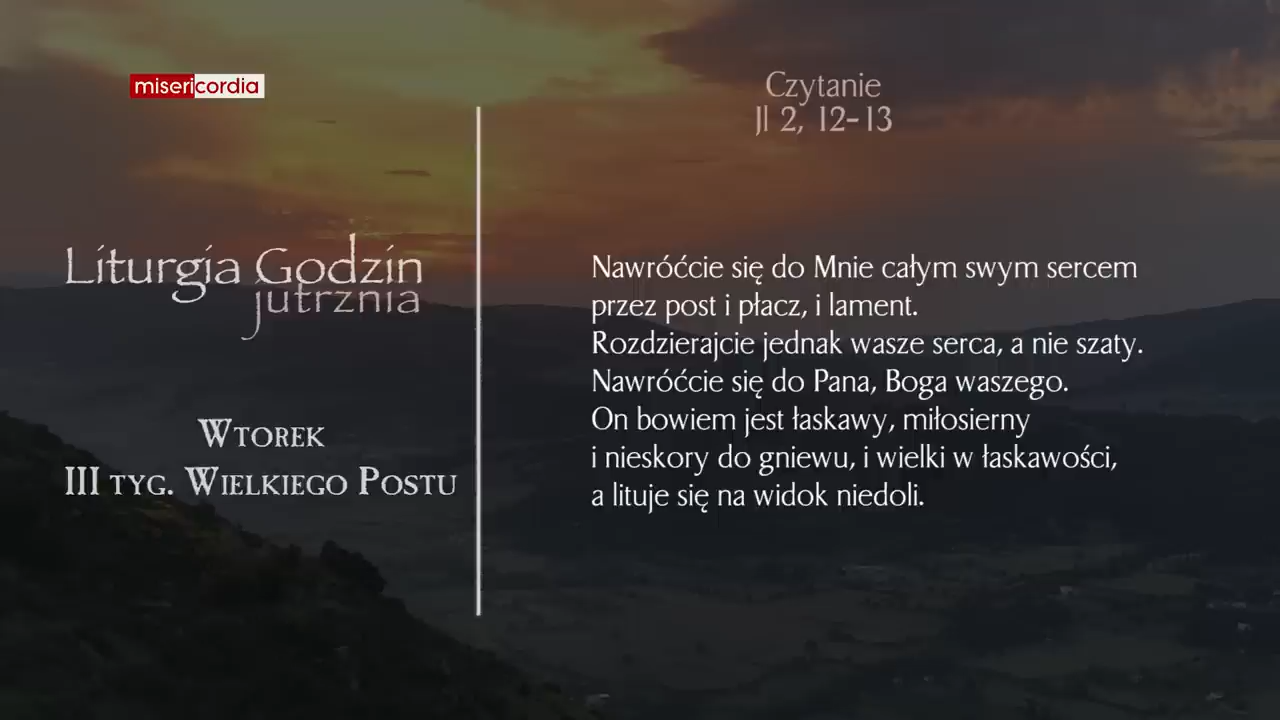 misericordia
Liturgia Godzin
jutrznia
Wtorek
III tyg. Wielkiego Postu
Czytanie
Jl 2, 12-13
Nawróćcie się do Mnie całym swym sercem
przez post i płacz, i lament.
Rozdzierajcie jednak wasze serca, a nie szaty.
Nawróćcie się do Pana, Boga waszego.
On bowiem jest łaskawy, miłosierny
i nieskory do gniewu, i wielki w łaskawości,
a lituje się na widok niedoli.